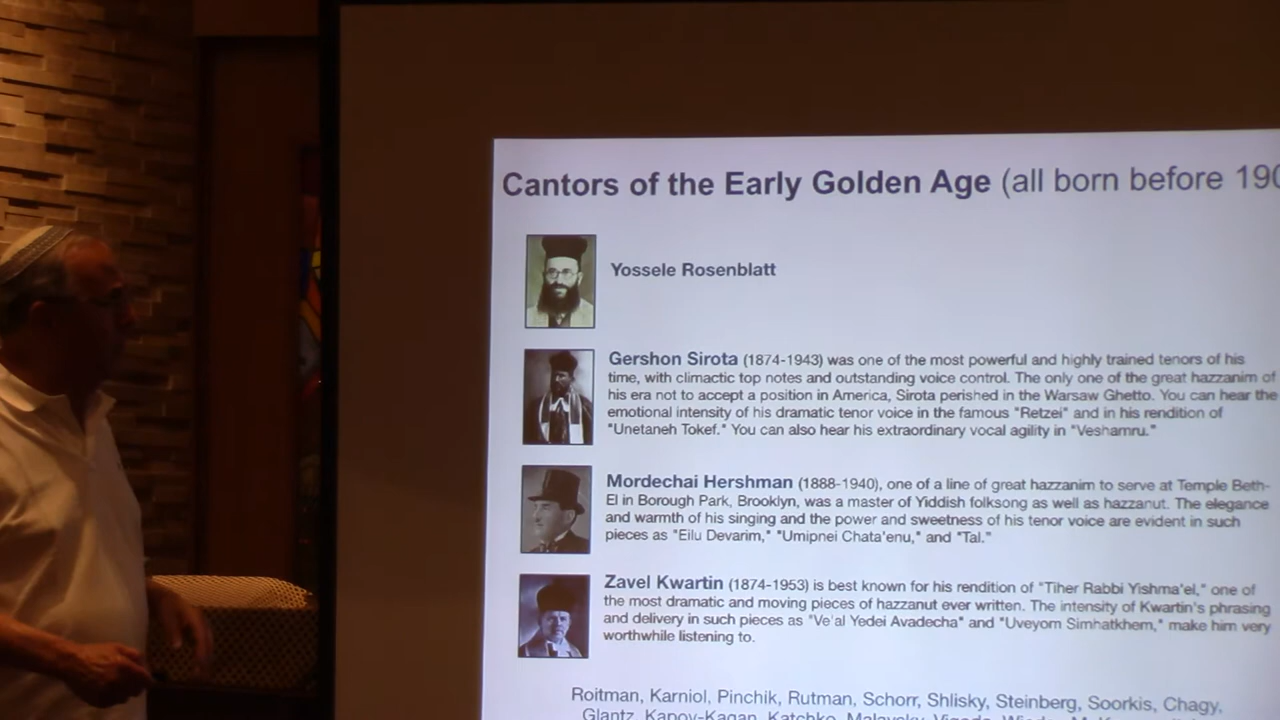 Cantors of the Early Golden Age (all born before 190
Yossele Rosenblatt
Gershon Sirota (1874-1943) was one of the most powerful and highly trained tenors of his
time, with climactic top notes and outstanding voice control. The only one of the great hazzanim of
his era not to accept a position in America, Sirota perished in the Warsaw Ghetto. You can hear the
emotional intensity of his dramatic tenor voice in the famous "Retzei" and in his rendition of
"Unetaneh Tokef." You can also hear his extraordinary vocal agility in "Veshamru."
Mordechai Hershman (1888-1940), one of a line of great hazzanim to serve at Temple Beth-
El in Borough Park, Brooklyn, was a master of Yiddish folksong as well as hazzanut. The elegance
and warmth of his singing and the power and sweetness of his tenor voice are evident in such
pieces as "Eilu Devarim," "Umipnei Chata'enu," and "Tal."
Zavel Kwartin (1874-1953) is best known for his rendition of "Tiher Rabbi Yishma'el," one of
the most dramatic and moving pieces of hazzanut ever written. The intensity of Kwartin's phrasing
and delivery in such pieces as "Ve'al Yedei Avadecha" and "Uveyom Simhatkhem," make him very
worthwhile listening to.
Roitman, Karniol, Pinchik, Rutman, Schorr, Shlisky, Steinberg, Soorkis, Chagy,
Glantz, Kapov-Kagan, Katchko, Malavsky, Vigoda,